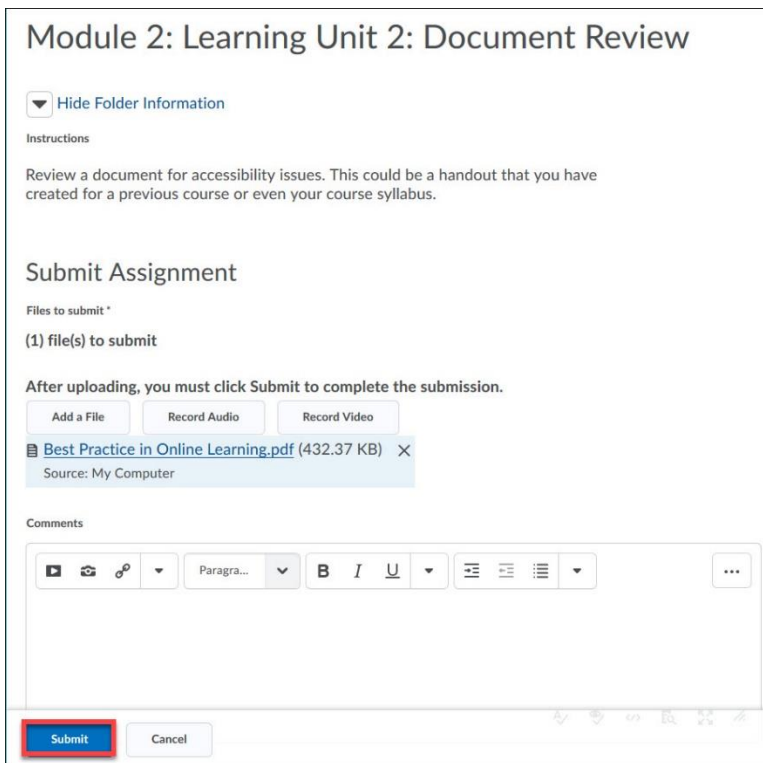 Module 2: Learning Unit 2: Document Review
Hide Folder Information
Instructions
Review a document for accessibility issues. This could be a handout that you have
created for a previous course or even your course syllabus.
Submit Assignment
Files to submit *
(1) file(s) to submit
After uploading, you must click Submit to complete the submission.
Add a File Record Audio Record Video
Best Practice in Online Learning.pdf (432.37 KB)
Source: My Computer
Comments
Paragra... B I U ...
Submit Cancel